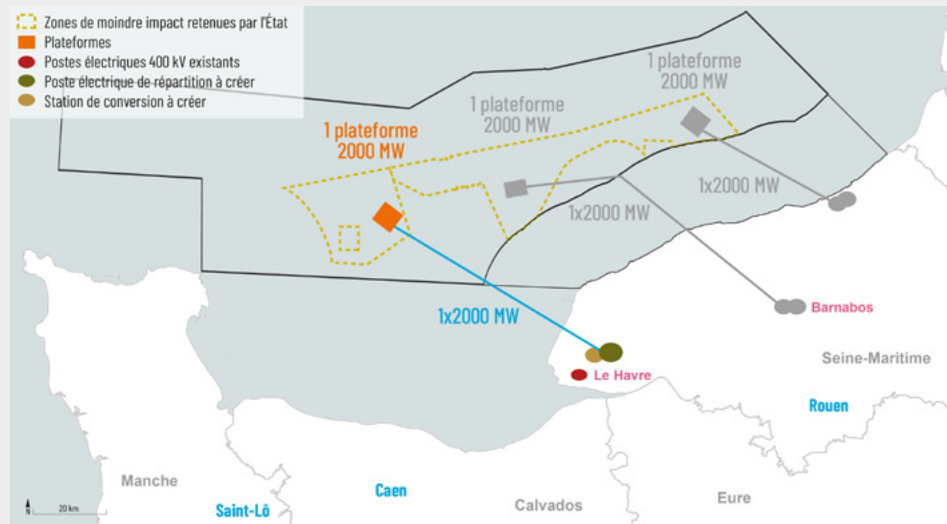 Zones de moindre impact retenues par l'État
Plateformes
Postes électriques 400 kV existants
Poste électrique de répartition à créer
Station de conversion à créer
1 plateforme
2000 MW
1 plateforme
2000 MW
1 plateforme
2000 MW
1x2000 MW
1x2000 MW
1x2000 MW
Barnabos
Le Havre
Seine-Maritime
Rouen
Manche
Caen
Saint-Lô
Calvados
Eure
N
20 km